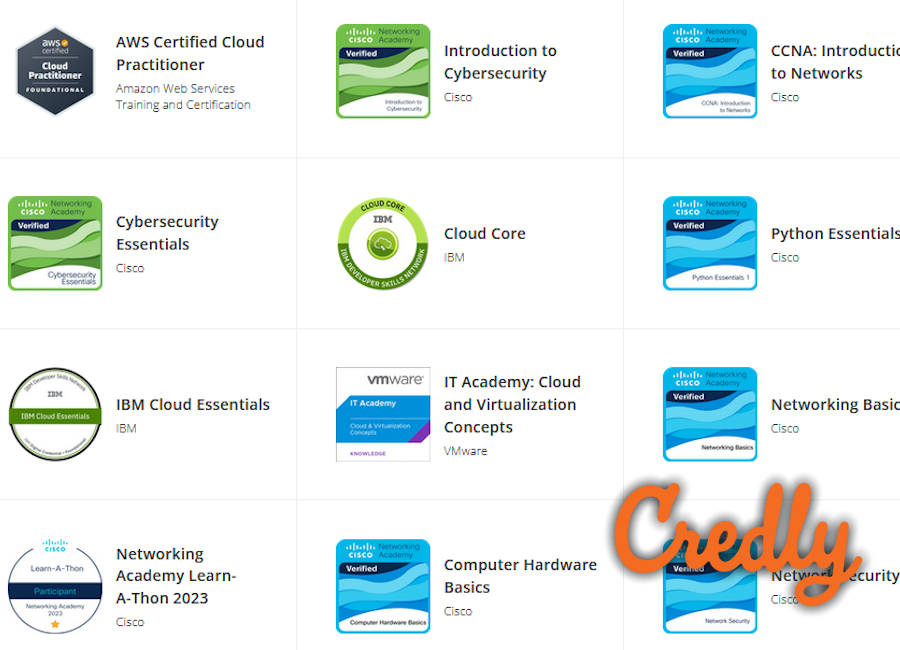 aws
certified
Cloud
Practitioner
FOUNDATIONAL
AWS Certified Cloud
Practitioner
Amazon Web Services
Training and Certification
CISCO Networking
Academy
Verified
Introduction to
Cybersecurity
Introduction to
Cybersecurity
Cisco
CISCO Networking
Academy
Verified
CCNA: Introduction
to Networks
CCNA: Introductio
to Networks
Cisco
CISCO Networking
Academy
Verified
Cybersecurity
Essentials
Cybersecurity
Essentials
Cisco
CLOUD CORE
IBM
IBM DEVELOPER SKILLS NETWORK
Cloud Core
IBM
CISCO Networking
Academy
Verified
Python Essentials 1
Python Essentials
Cisco
IBM Developer Skills Network
IBM
IBM Cloud Essentials
IBM Cloud Essentials
IBM
vmware
IT Academy
Cloud & Virtualization
Concepts
KNOWLEDGE
IT Academy: Cloud
and Virtualization
Concepts
VMware
CISCO Networking
Academy
Verified
Networking Basics
Networking Basic
Cisco
CISCO
Learn-A-Thon
Participant
Networking Academy
2023
Networking
Academy Learn-
A-Thon 2023
Cisco
CISCO Networking
Academy
Verified
Computer Hardware Basics
Computer Hardware
Basics
Cisco
Credly
Verified
Network Security
Network Security
Cisco